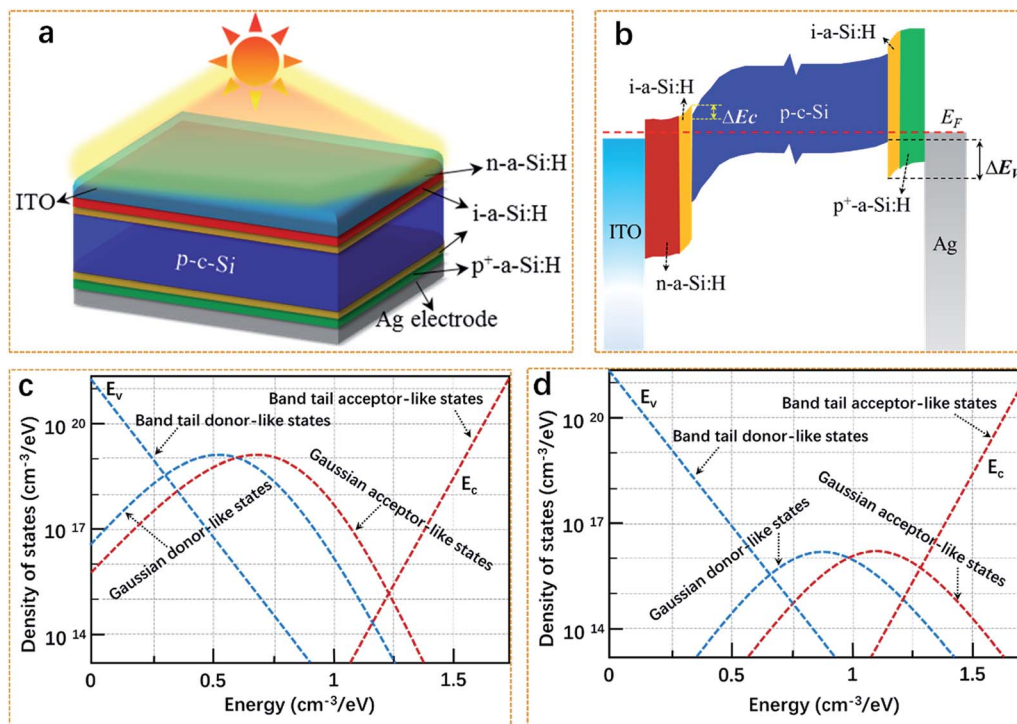 a
ITO
n-a-Si:H
i-a-Si:H
p-c-Si
p⁺-a-Si:H
Ag electrode
b
i-a-Si:H
i-a-Si:H
ΔEc
p-c-Si
E_F
ΔE_v
p⁺-a-Si:H
ITO
Ag
n-a-Si:H
c
E_v
Band tail acceptor-like states
Band tail donor-like states
Gaussian acceptor-like states
Gaussian donor-like states
E_c
Density of states (cm⁻³/eV)
10 20
10 17
10 14
0
0.5
1
1.5
Energy (cm⁻³/eV)
d
E_v
Band tail acceptor-like states
Band tail donor-like states
E_c
Gaussian donor-like states
Gaussian acceptor-like states
Density of states (cm⁻³/eV)
10 20
10 17
10 14
0
0.5
1
1.5
Energy (cm⁻³/eV)